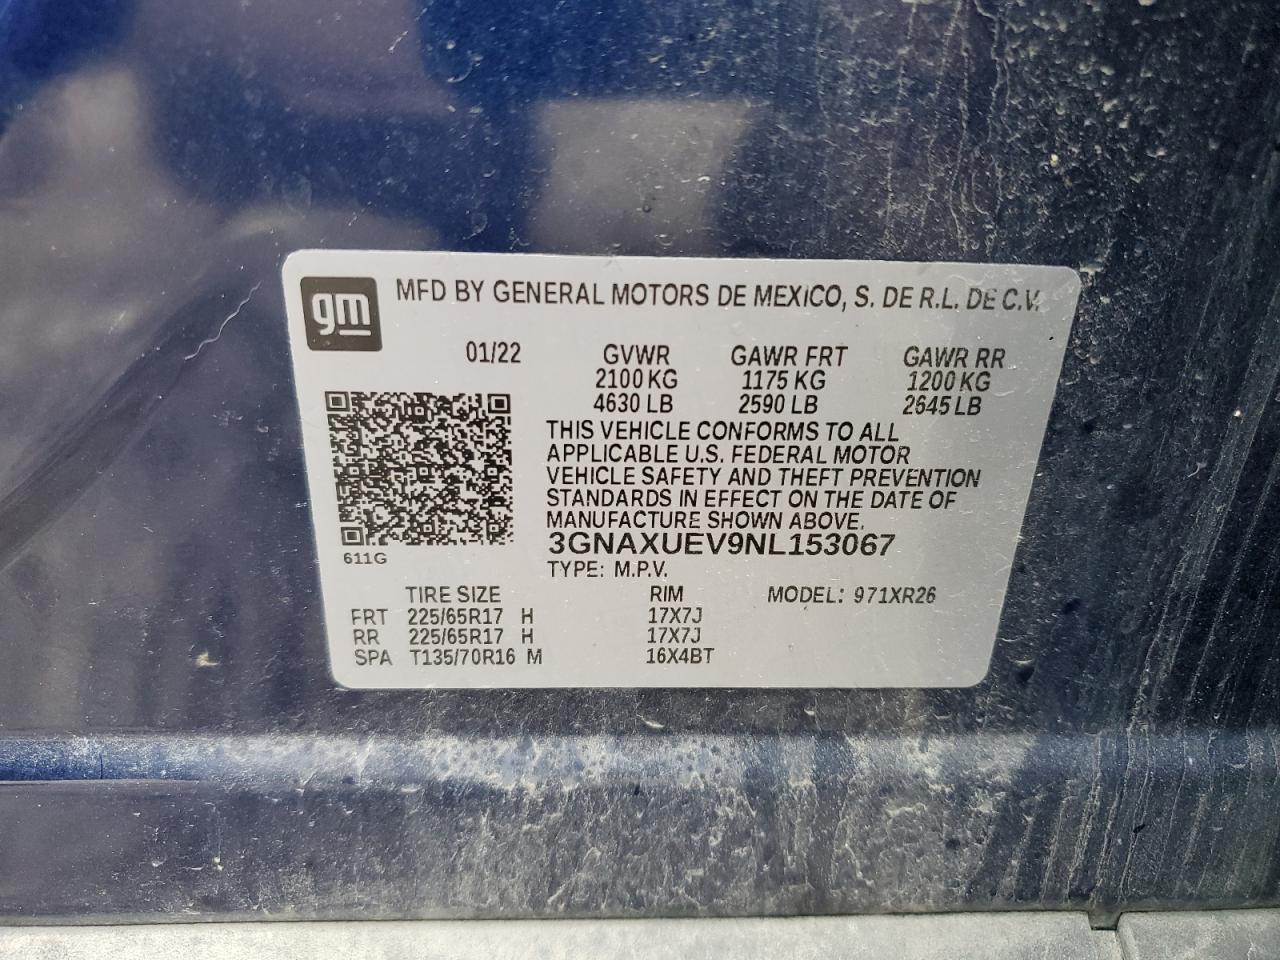 gm
MFD BY GENERAL MOTORS DE MEXICO, S. DE R.L. DE C.V.
01/22 GVWR GAWR FRT GAWR RR
2100 KG 1175 KG 1200 KG
4630 LB 2590 LB 2645 LB
THIS VEHICLE CONFORMS TO ALL
APPLICABLE U.S. FEDERAL MOTOR
VEHICLE SAFETY AND THEFT PREVENTION
STANDARDS IN EFFECT ON THE DATE OF
MANUFACTURE SHOWN ABOVE.
3GNAXUEV9NL153067
611G
TYPE: M.P.V.
TIRE SIZE RIM MODEL: 971XR26
FRT 225/65R17 H 17X7J
RR 225/65R17 H 17X7J
SPA T135/70R16 M 16X4BT